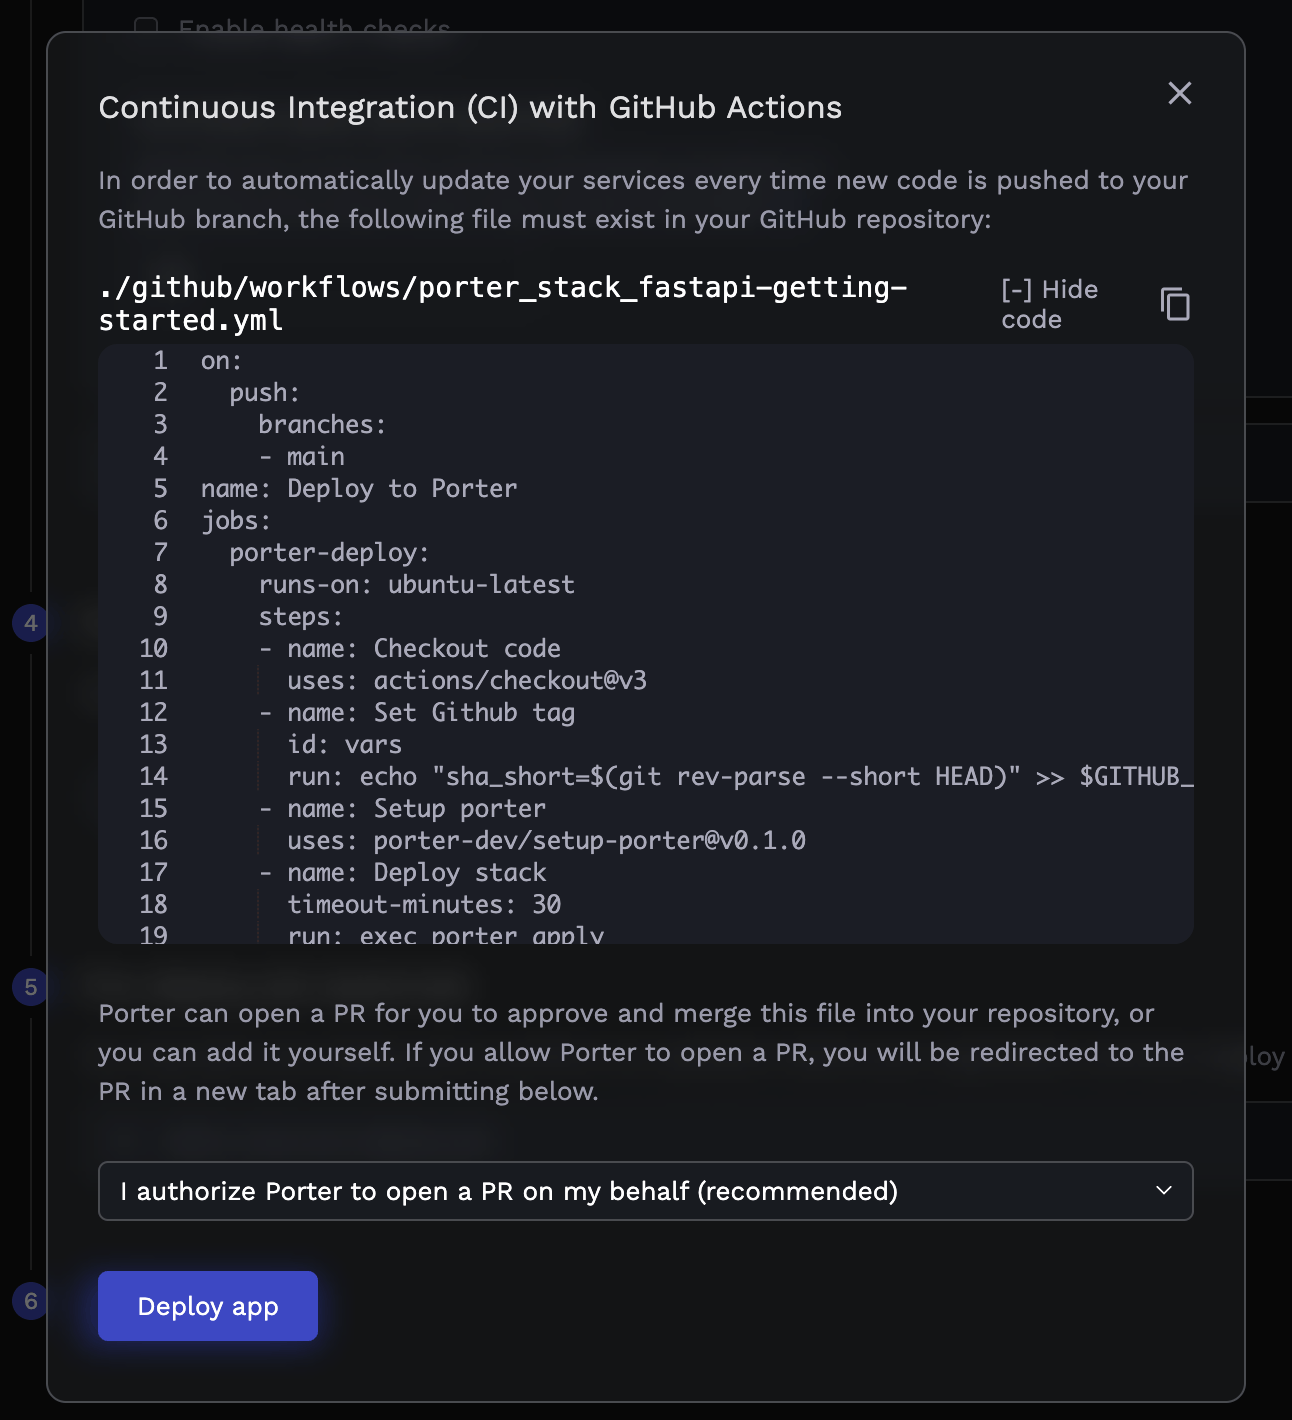 Enable health checks
Continuous Integration (CI) with GitHub Actions
In order to automatically update your services every time new code is pushed to your
GitHub branch, the following file must exist in your GitHub repository:
./github/workflows/porter_stack_fastapi-getting-
started.yml
[-] Hide
code
1 on:
2   push:
3     branches:
4     - main
5 name: Deploy to Porter
6 jobs:
7   porter-deploy:
8     runs-on: ubuntu-latest
9     steps:
10     - name: Checkout code
11       uses: actions/checkout@v3
12     - name: Set Github tag
13       id: vars
14       run: echo "sha_short=$(git rev-parse --short HEAD)" >> $GITHUB_
15     - name: Setup porter
16       uses: porter-dev/setup-porter@v0.1.0
17     - name: Deploy stack
18       timeout-minutes: 30
19       run: exec porter apply
4
5
Porter can open a PR for you to approve and merge this file into your repository, or
you can add it yourself. If you allow Porter to open a PR, you will be redirected to the
PR in a new tab after submitting below.
I authorize Porter to open a PR on my behalf (recommended)
6
Deploy app